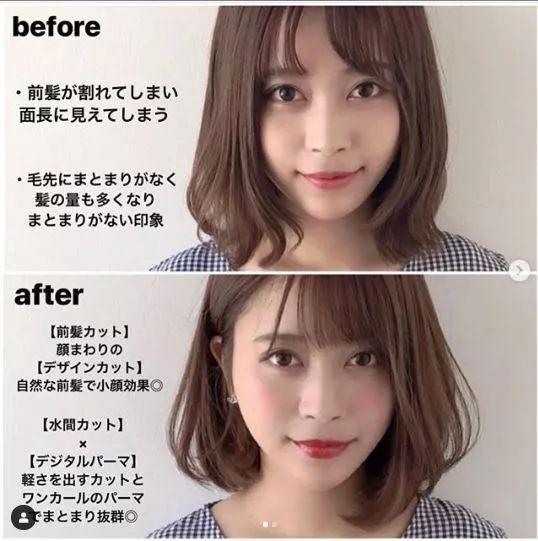 before
・前髪が割れてしまい
面長に見えてしまう
・毛先にまとまりがなく
髪の量も多くなり
まとまりがない印象
after
【前髪カット】
顔まわりの
【デザインカット】
自然な前髪で小顔効果◎
【水間カット】
×
【デジタルパーマ】
軽さを出すカットと
ワンカールのパーマ
でまとまり抜群◎